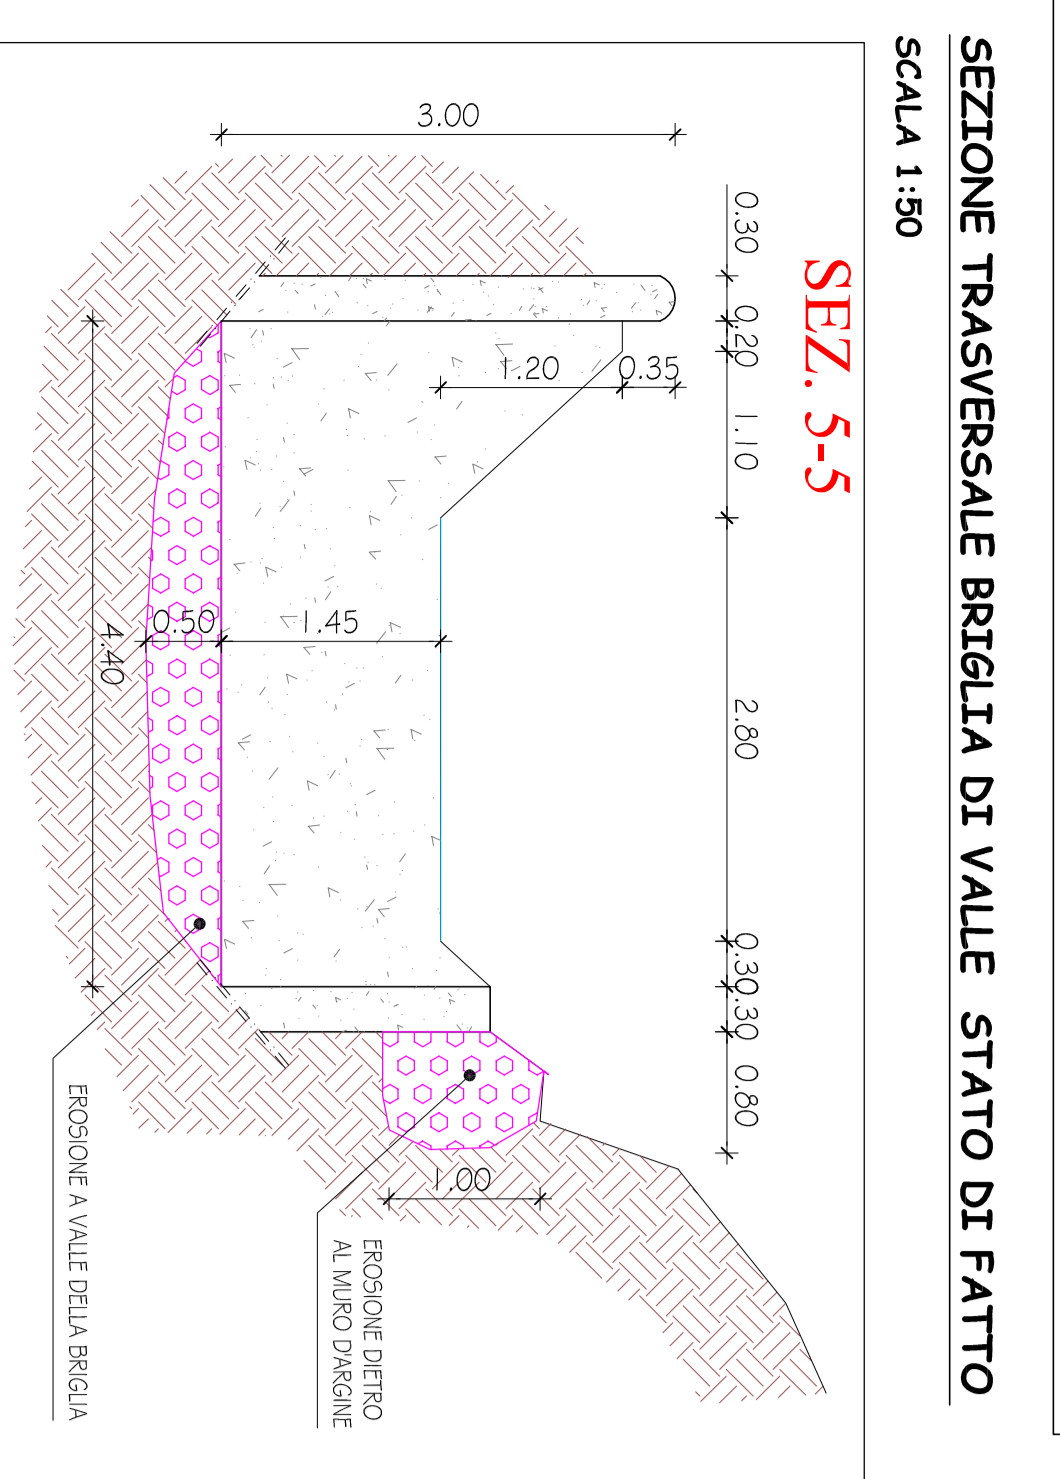 SEZIONE TRASVERSALE BRIGLIA DI VALLE STATO DI FATTO
SCALA 1:50
SEZ. 5-5
0.30
0.20
1.10
2.80
0.30
0.30
0.80
3.00
1.20
0.35
0.50
1.45
1.00
4.40
EROSIONE DIETRO
AL MURO D'ARGINE
EROSIONE A VALLE DELLA BRIGLIA